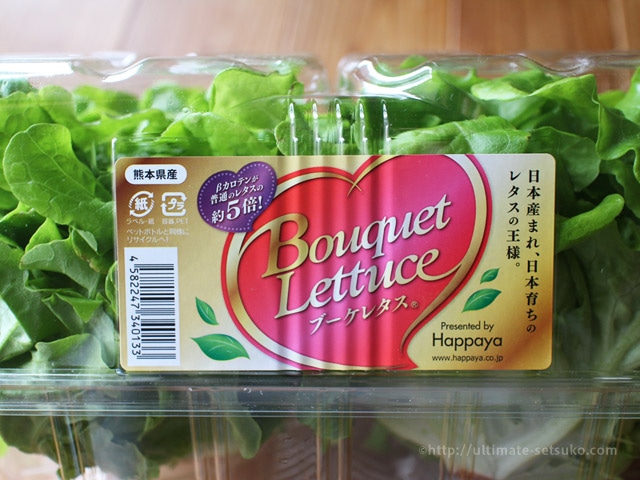 熊本県産
紙
プラ
ラベル・紙
容器、PET
ペットボトルと同様に
リサイクルへ!
4582247340133
βカロテンが
普通のレタスの
約5倍!
Bouquet
Lettuce
ブーケレタス®
日本産まれ、日本育ちの
レタスの王様。
Presented by
Happaya
www.happaya.co.jp
©http://ultimate-setsuko.com